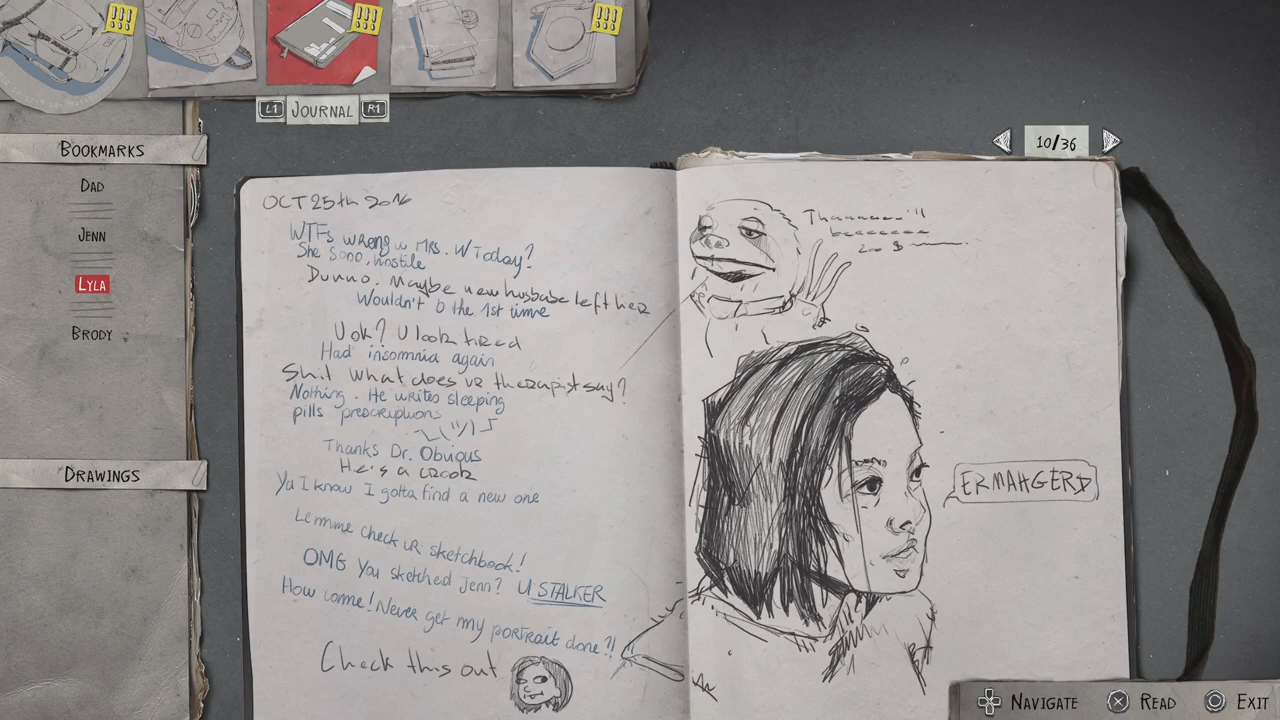 L1 JOURNAL R1
BOOKMARKS
DAD
JENN
LYLA
BRODY
DRAWINGS
10/36
OCT 25th 2016
WTFs wrong w MRS. W Today?
She sooo hostile
Dunno. Maybe new husbabe left her
Wouldn't b the 1st time
U ok? U look tired
Had insomnia again
Shit what does ur therapist say?
Nothing. He writes sleeping
pills prescriptions
¯\_(ツ)_/¯
Thanks Dr. Obvious
He's a crook
Ya I know I gotta find a new one
Lemme check UR sketchbook!
OMG You sketched Jenn? U STALKER
How come! Never get my portrait done?!
Check this out
ERMAHGERD
NAVIGATE
READ
EXIT